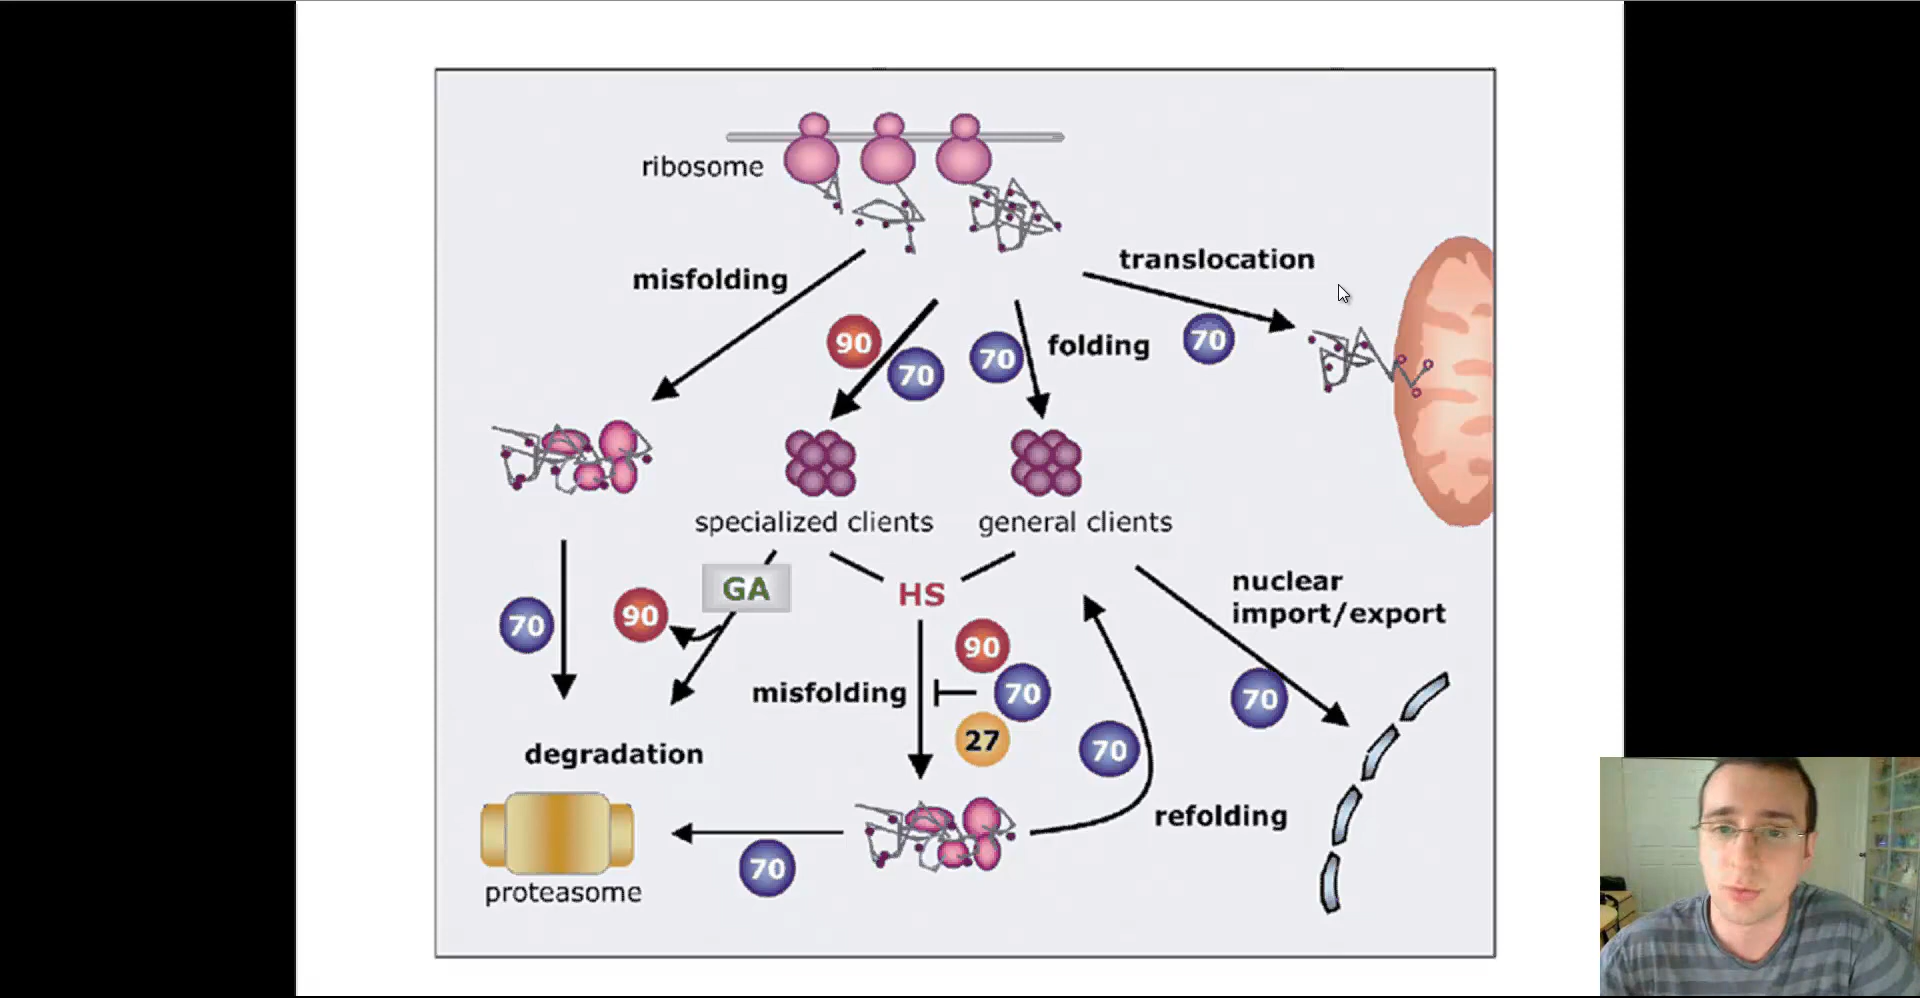 ribosome
misfolding
translocation
90
70
70
folding
70
specialized clients
general clients
GA
HS
nuclear
import/export
70
90
90
misfolding
70
70
27
70
degradation
refolding
proteasome
70